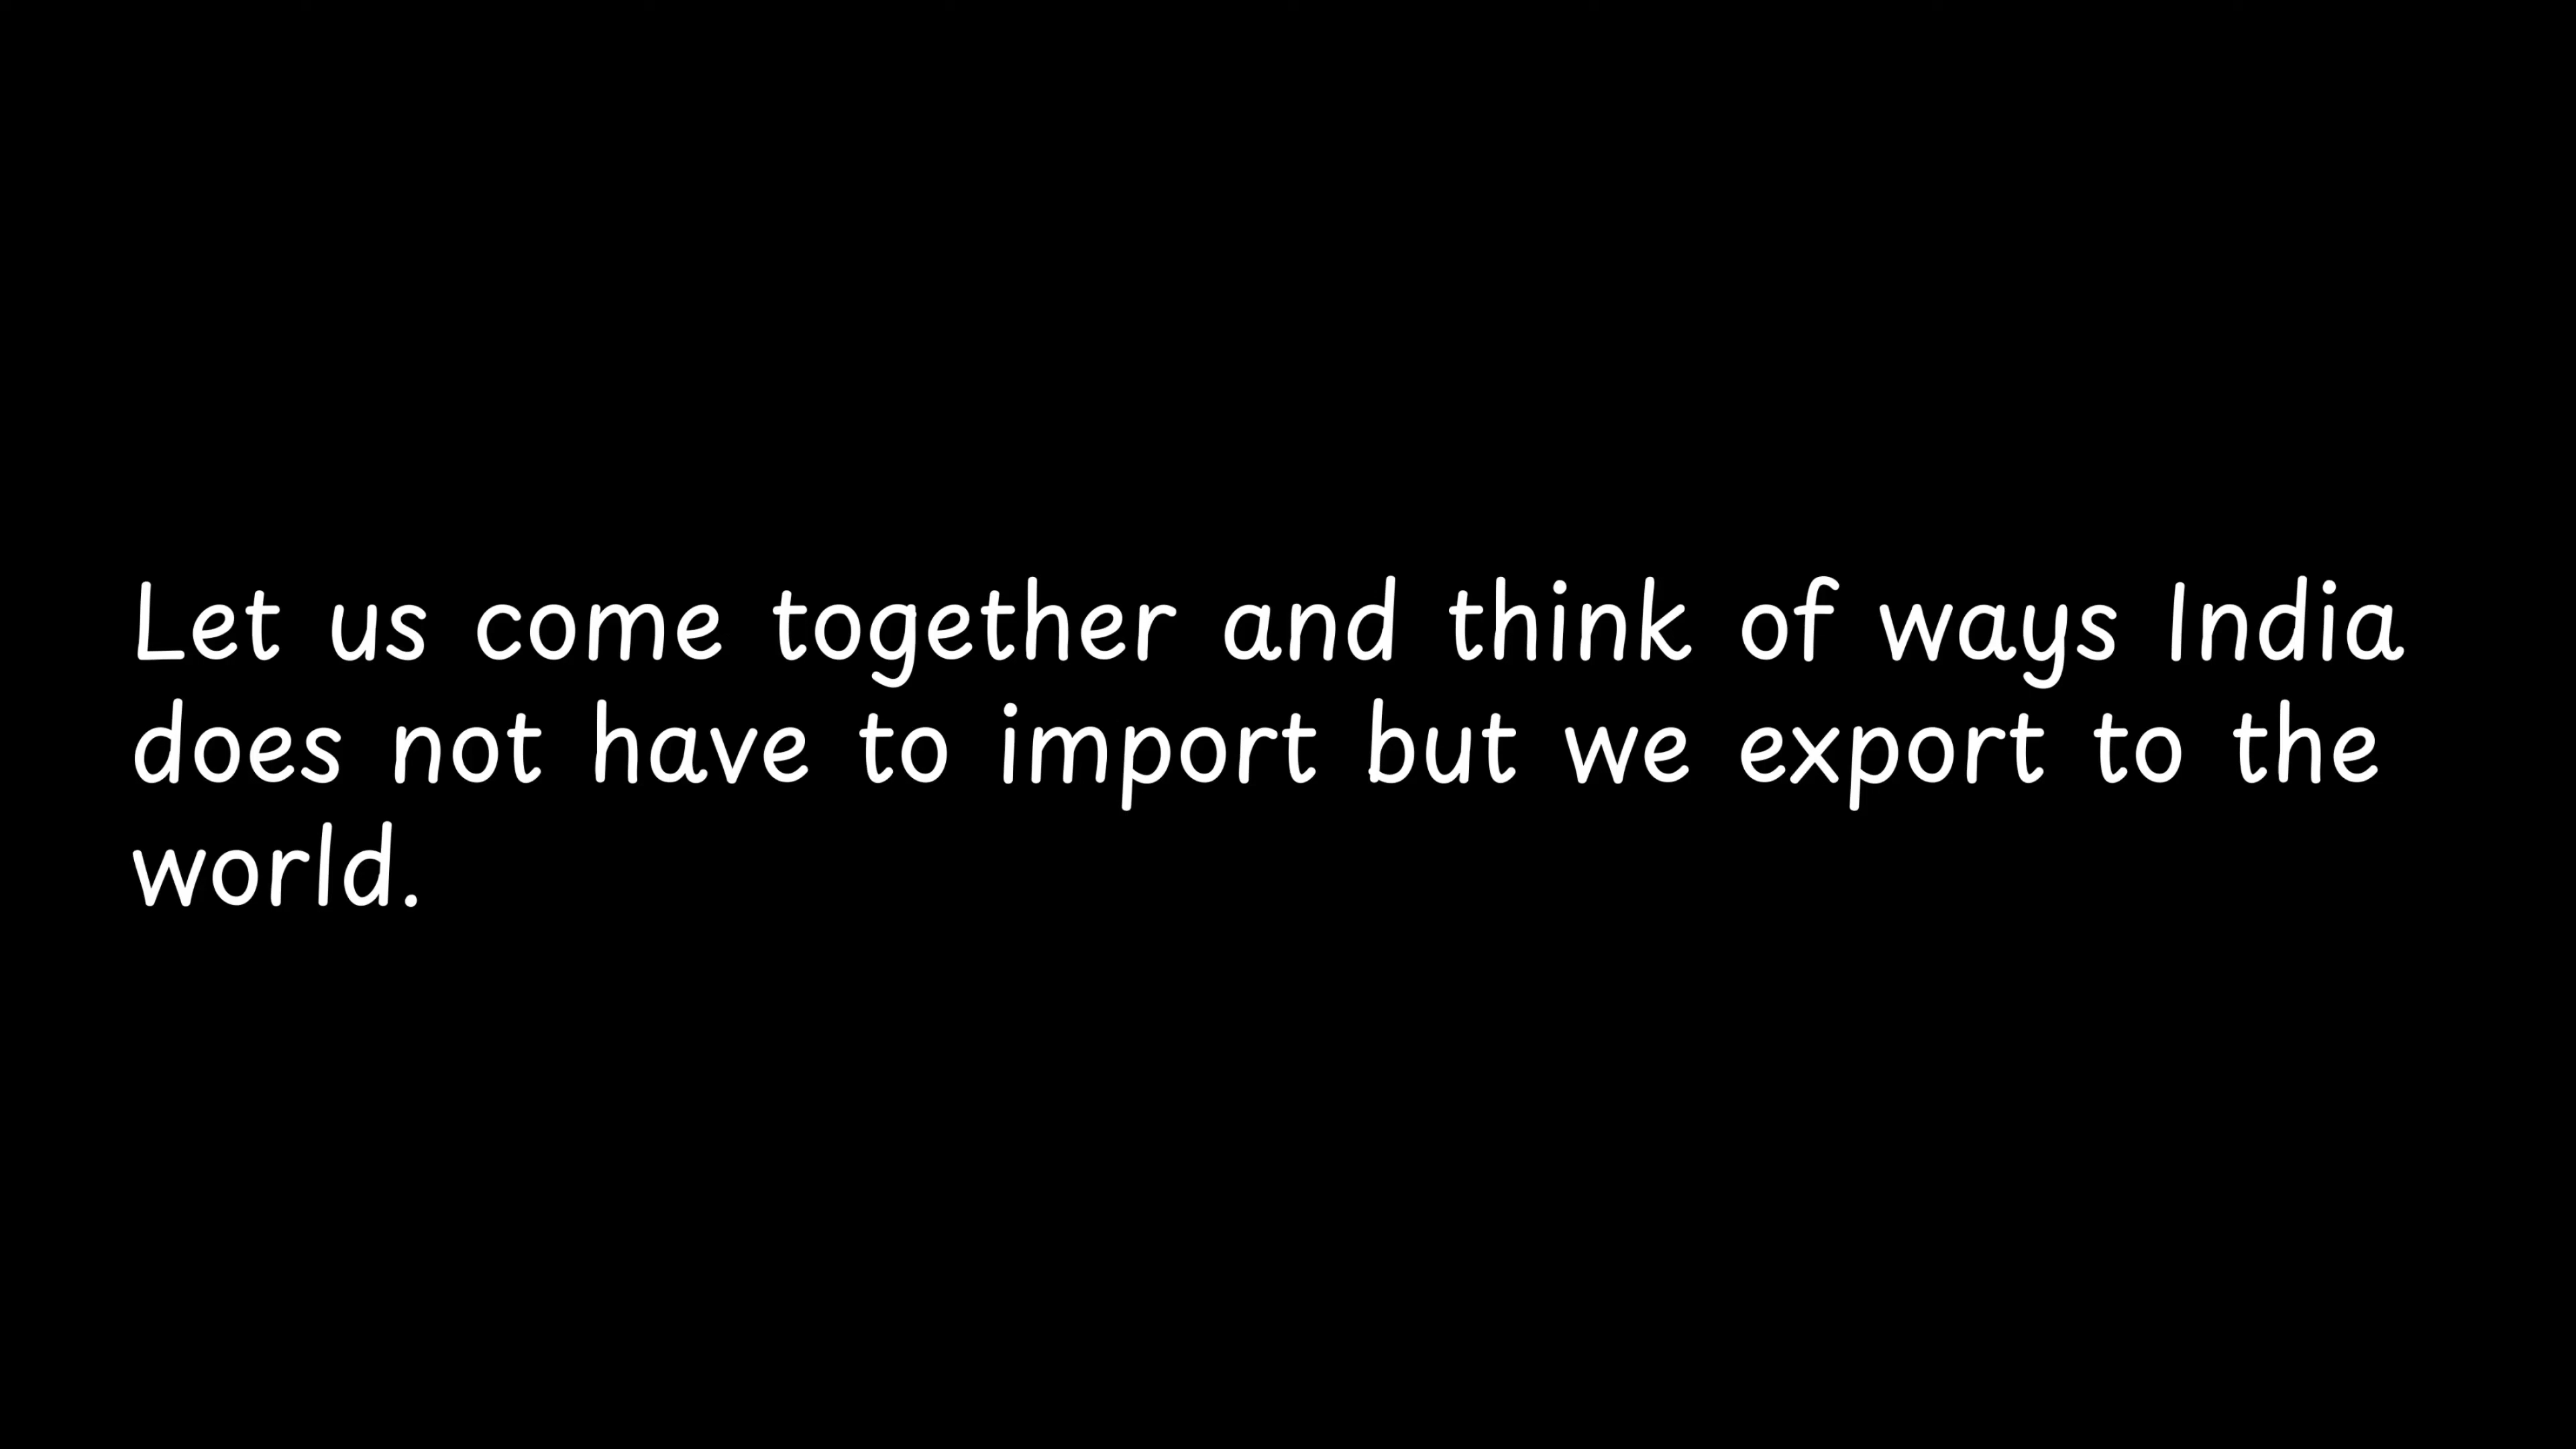 Let us come together and think of ways India
does not have to import but we export to the
world.